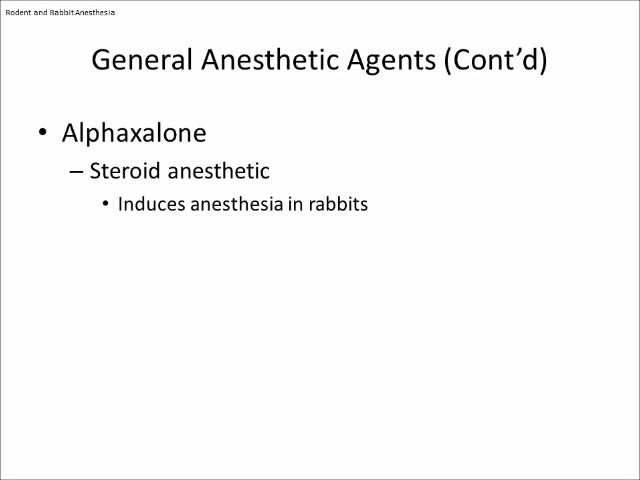 Rodent and Rabbit Anesthesia
General Anesthetic Agents (Cont’d)
• Alphaxalone
– Steroid anesthetic
• Induces anesthesia in rabbits